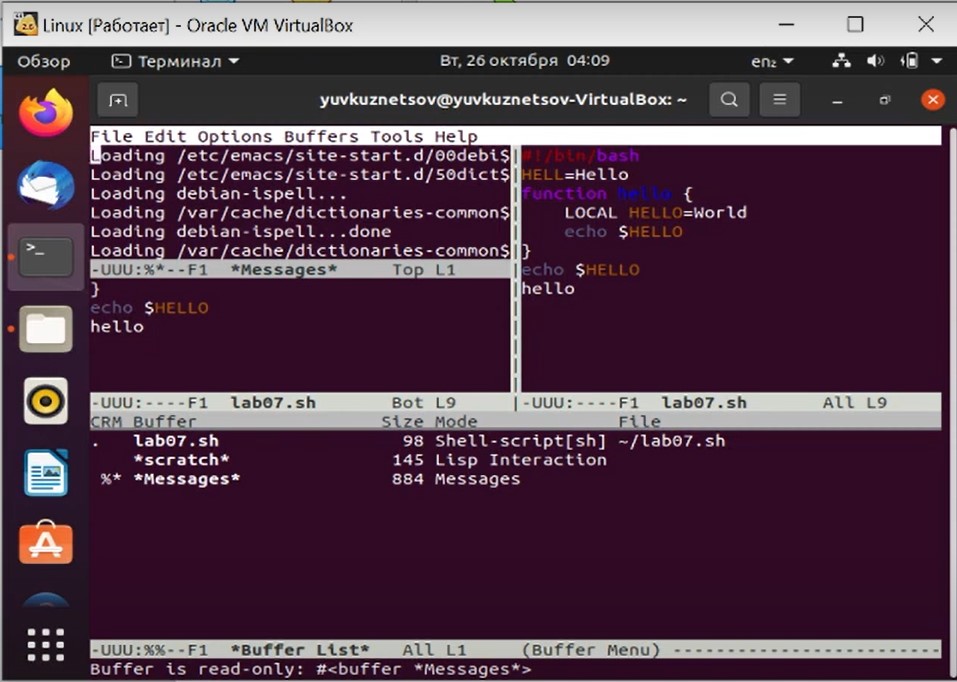 Linux [Работает] - Oracle VM VirtualBox
Обзор Терминал Вт, 26 октября 04:09 en₂
yuvkuznetsov@yuvkuznetsov-VirtualBox: ~
File Edit Options Buffers Tools Help
Loading /etc/emacs/site-start.d/00debi$
Loading /etc/emacs/site-start.d/50dict$
Loading debian-ispell...
Loading /var/cache/dictionaries-common$
Loading debian-ispell...done
Loading /var/cache/dictionaries-common$
-UUU:%*--F1 *Messages* Top L1
}
echo $HELLO
hello
-UUU:----F1 lab07.sh Bot L9
#!/bin/bash
HELL=Hello
function hello {
LOCAL HELLO=World
echo $HELLO
}
echo $HELLO
hello
-UUU:----F1 lab07.sh All L9
CRM Buffer Size Mode File
. lab07.sh 98 Shell-script[sh] ~/lab07.sh
*scratch* 145 Lisp Interaction
%* *Messages* 884 Messages
-UUU:%%--F1 *Buffer List* All L1 (Buffer Menu) -------------------------
Buffer is read-only: #<buffer *Messages*>